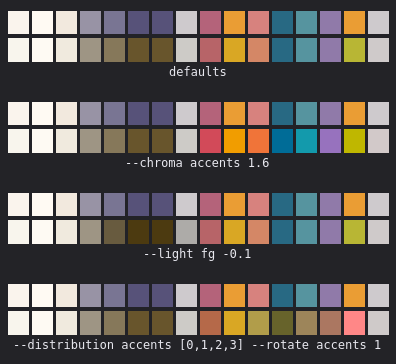 defaults
--chroma accents 1.6
--light fg -0.1
--distribution accents [0,1,2,3] --rotate accents 1